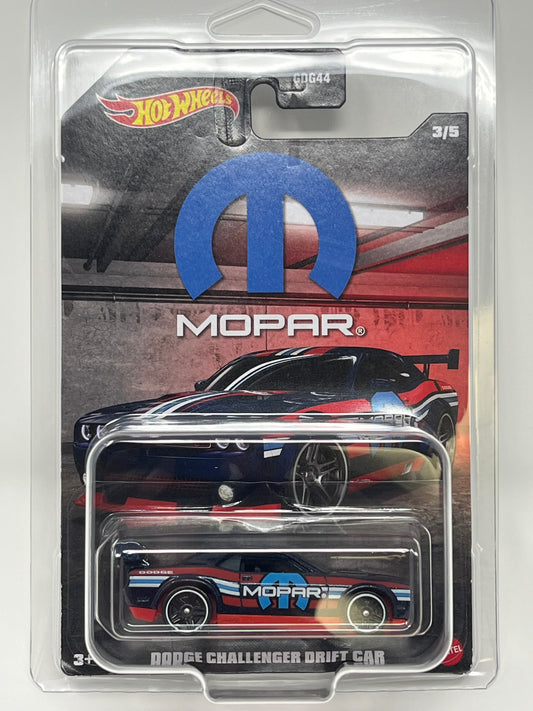 GDG44
Hot Wheels
3/5
MOPAR®
DODGE
MOPAR
3+
DODGE CHALLENGER DRIFT CAR